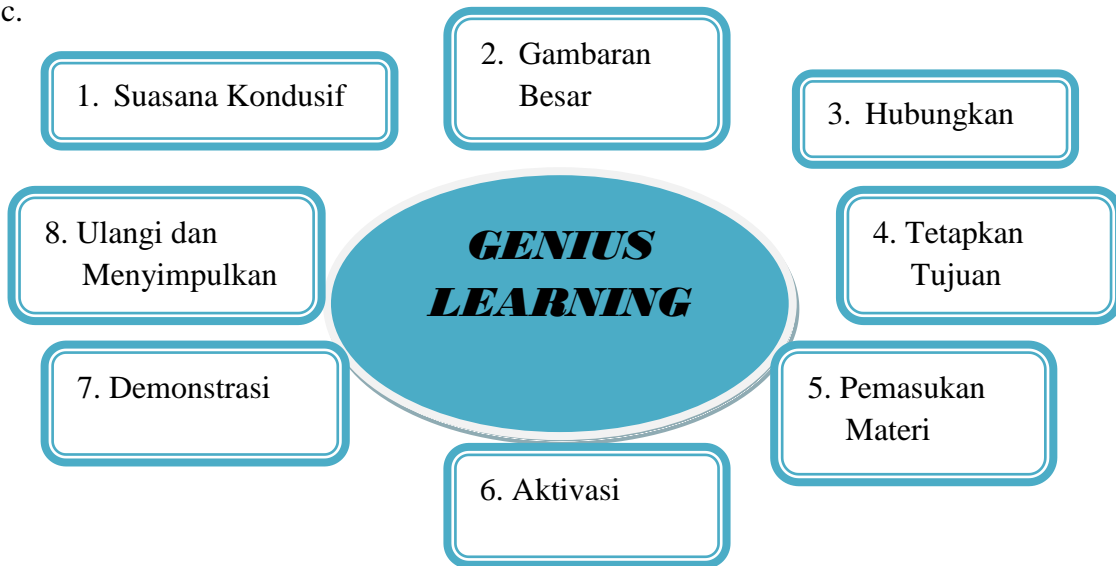 c.
1. Suasana Kondusif
2. Gambaran
Besar
3. Hubungkan
4. Tetapkan
Tujuan
5. Pemasukan
Materi
6. Aktivasi
7. Demonstrasi
8. Ulangi dan
Menyimpulkan
GENIUS
LEARNING